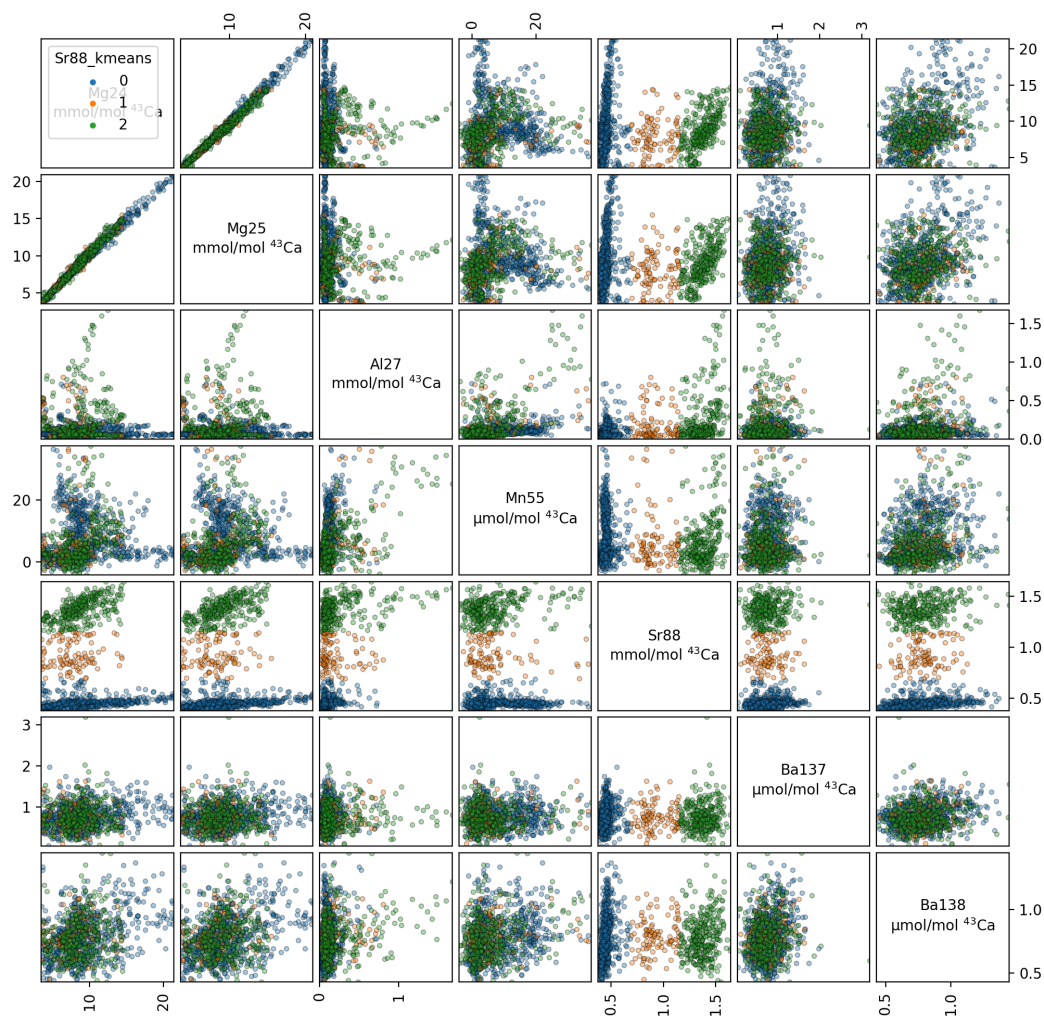 10 20
0 20
1 2 3
Sr88_kmeans
0
1
2
Mg24
mmol/mol ⁴³Ca
20
15
10
5
20
15
10
5
Mg25
mmol/mol ⁴³Ca
Al27
mmol/mol ⁴³Ca
1.5
1.0
0.5
0.0
20
0
Mn55
µmol/mol ⁴³Ca
Sr88
mmol/mol ⁴³Ca
1.5
1.0
0.5
3
2
1
Ba137
µmol/mol ⁴³Ca
Ba138
µmol/mol ⁴³Ca
1.0
0.5
10 20
0 1
0.5 1.0 1.5
0.5 1.0